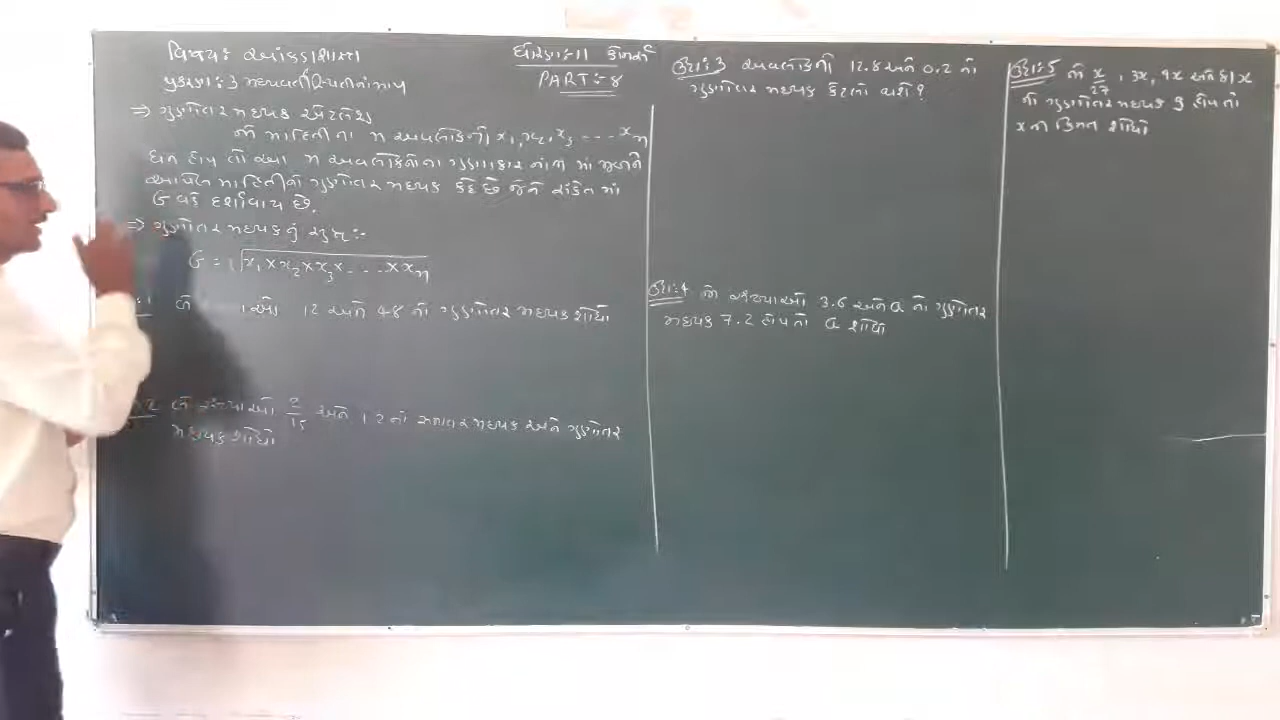 વિષય: આંકડાશાસ્ત્ર
ધોરણ:-11 કોમર્સ
પ્રકરણ: 3 મધ્યવર્તી સ્થિતિનાં માપ
PART:- 8
⇒ ગુણોત્તર મધ્યક એટલે શું
જો માહિતીના n અવલોકનો x₁, x₂, x₃ ---- xₙ
ધન હોય તો આ n અવલોકનોના ગુણાકાર નાં n માં મૂળને
આપેલ માહિતીનો ગુણોત્તર મધ્યક કહે છે જેને સંકેત માં
G વડે દર્શાવાય છે.
⇒ ગુણોત્તર મધ્યકનું સૂત્ર:-
G = √x₁ × x₂ × x₃ × ---- × xₙ
બે 12 અને 48 નો ગુણોત્તર મધ્યક શોધો
બે સંખ્યાઓ 2/15 અને 1.2 નો સમાંતર મધ્યક અને ગુણોત્તર
મધ્યક શોધો
ઉદા:3 અવલોકનો 12.8 અને 0.2 નો
ગુણોત્તર મધ્યક કેટલો થશે?
ઉદા:4 બે સંખ્યાઓ 3.6 અને a નો ગુણોત્તર
મધ્યક 7.2 હોય તો a શોધો
ઉદા:5 જો x/27, 3x, 9x અને 81x
નો ગુણોત્તર મધ્યક 9 હોય તો
x ની કિંમત શોધો